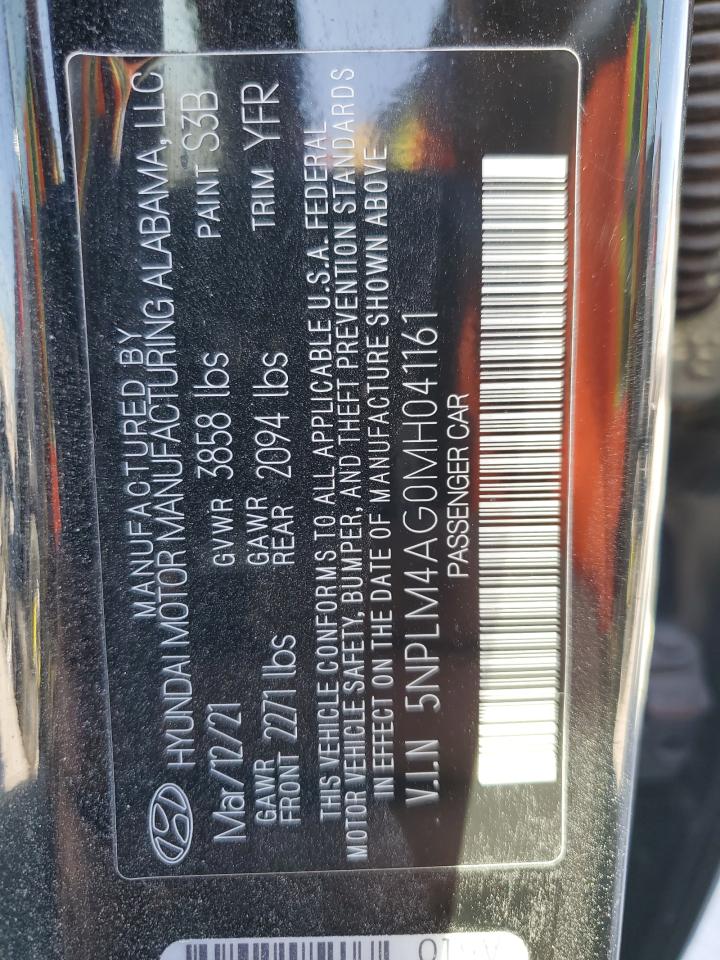 MANUFACTURED BY
HYUNDAI MOTOR MANUFACTURING ALABAMA, LLC
Mar/12/21 GVWR 3858 lbs PAINT S3B
GAWR FRONT 2271 lbs GAWR REAR 2094 lbs TRIM YFR
THIS VEHICLE CONFORMS TO ALL APPLICABLE U.S.A. FEDERAL
MOTOR VEHICLE SAFETY, BUMPER, AND THEFT PREVENTION STANDARDS
IN EFFECT ON THE DATE OF MANUFACTURE SHOWN ABOVE.
V.I.N 5NPLM4AG0MH041161
PASSENGER CAR